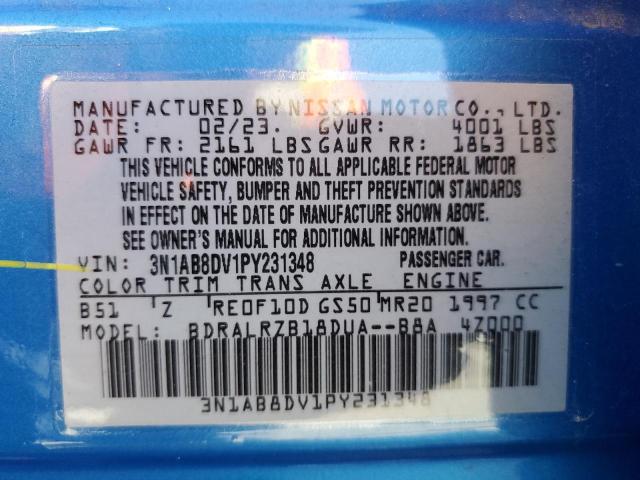 MANUFACTURED BY NISSAN MOTOR CO., LTD.
DATE: 02/23. GVWR: 4001 LBS
GAWR FR: 2161 LBS GAWR RR: 1863 LBS
THIS VEHICLE CONFORMS TO ALL APPLICABLE FEDERAL MOTOR
VEHICLE SAFETY, BUMPER AND THEFT PREVENTION STANDARDS
IN EFFECT ON THE DATE OF MANUFACTURE SHOWN ABOVE.
SEE OWNER'S MANUAL FOR ADDITIONAL INFORMATION.
VIN: 3N1AB8DV1PY231348 PASSENGER CAR.
COLOR TRIM TRANS AXLE ENGINE
B51 Z RE0F10D GS50 MR20 1997 CC
MODEL: BDRALRZB18DUA--B8A 4Z000
3N1AB8DV1PY231348